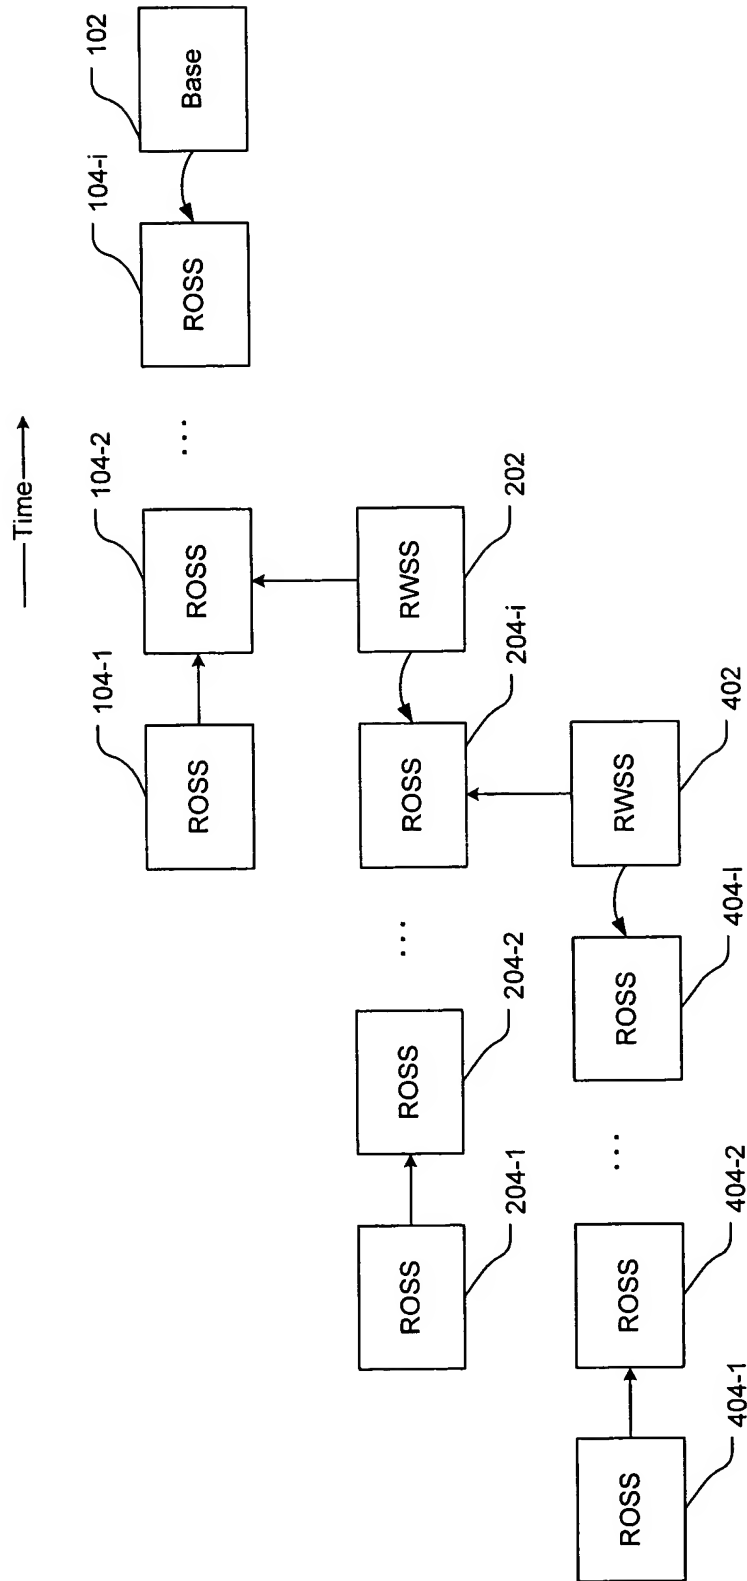 Time
104-1
104-2
104-i
102
ROSS
ROSS
...
ROSS
Base
204-1
204-2
204-i
202
ROSS
ROSS
...
ROSS
RWSS
404-1
404-2
404-I
402
ROSS
ROSS
...
ROSS
RWSS